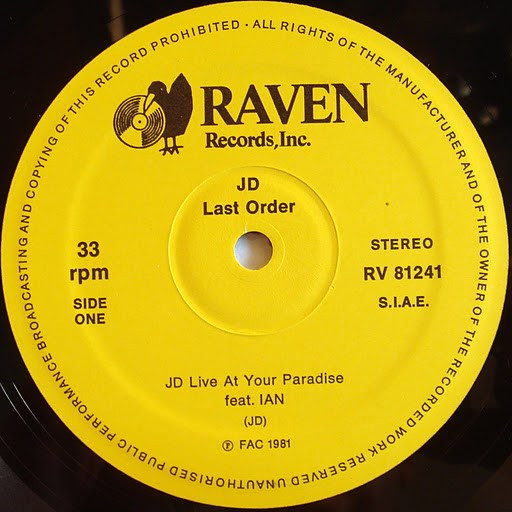 RAVEN
Records, Inc.
JD
Last Order
33
rpm
SIDE
ONE
STEREO
RV 81241
S.I.A.E.
JD Live At Your Paradise
feat. IAN
(JD)
Ⓟ FAC 1981
ALL RIGHTS OF THE MANUFACTURER AND OF THE OWNER OF THE RECORDED WORK RESERVED UNAUTHORISED PUBLIC PERFORMANCE BROADCASTING AND COPYING OF THIS RECORD PROHIBITED •